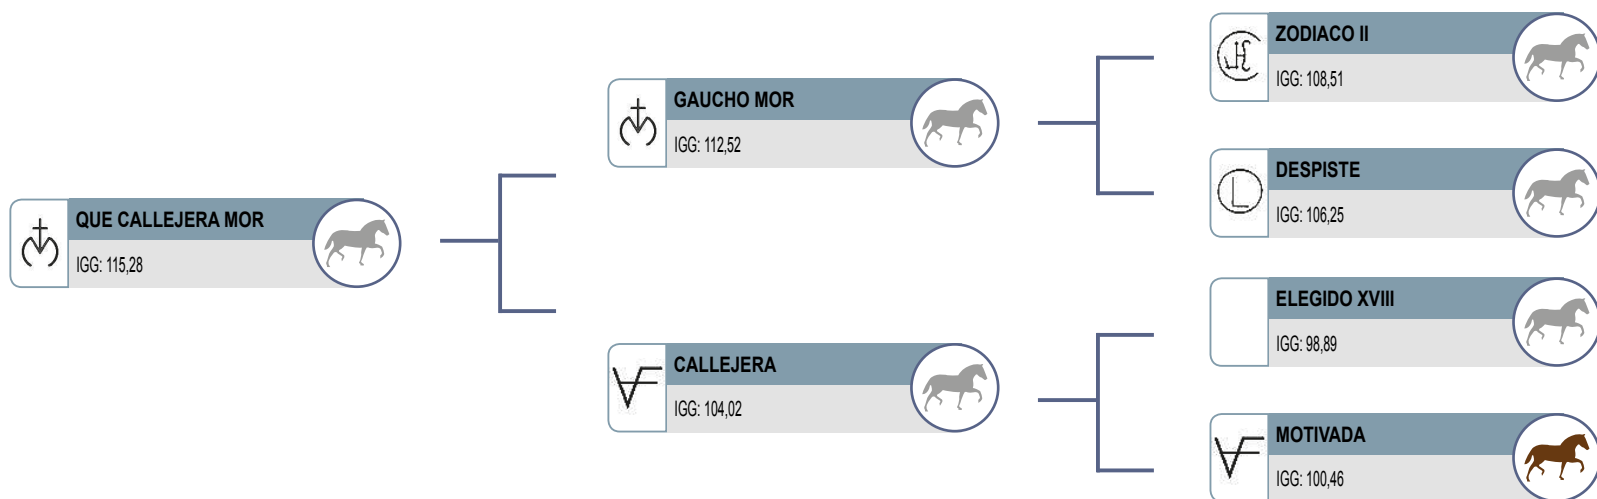 QUE CALLEJERA MOR
IGG: 115,28
GAUCHO MOR
IGG: 112,52
CALLEJERA
IGG: 104,02
ZODIACO II
IGG: 108,51
DESPISTE
IGG: 106,25
L
ELEGIDO XVIII
IGG: 98,89
MOTIVADA
IGG: 100,46